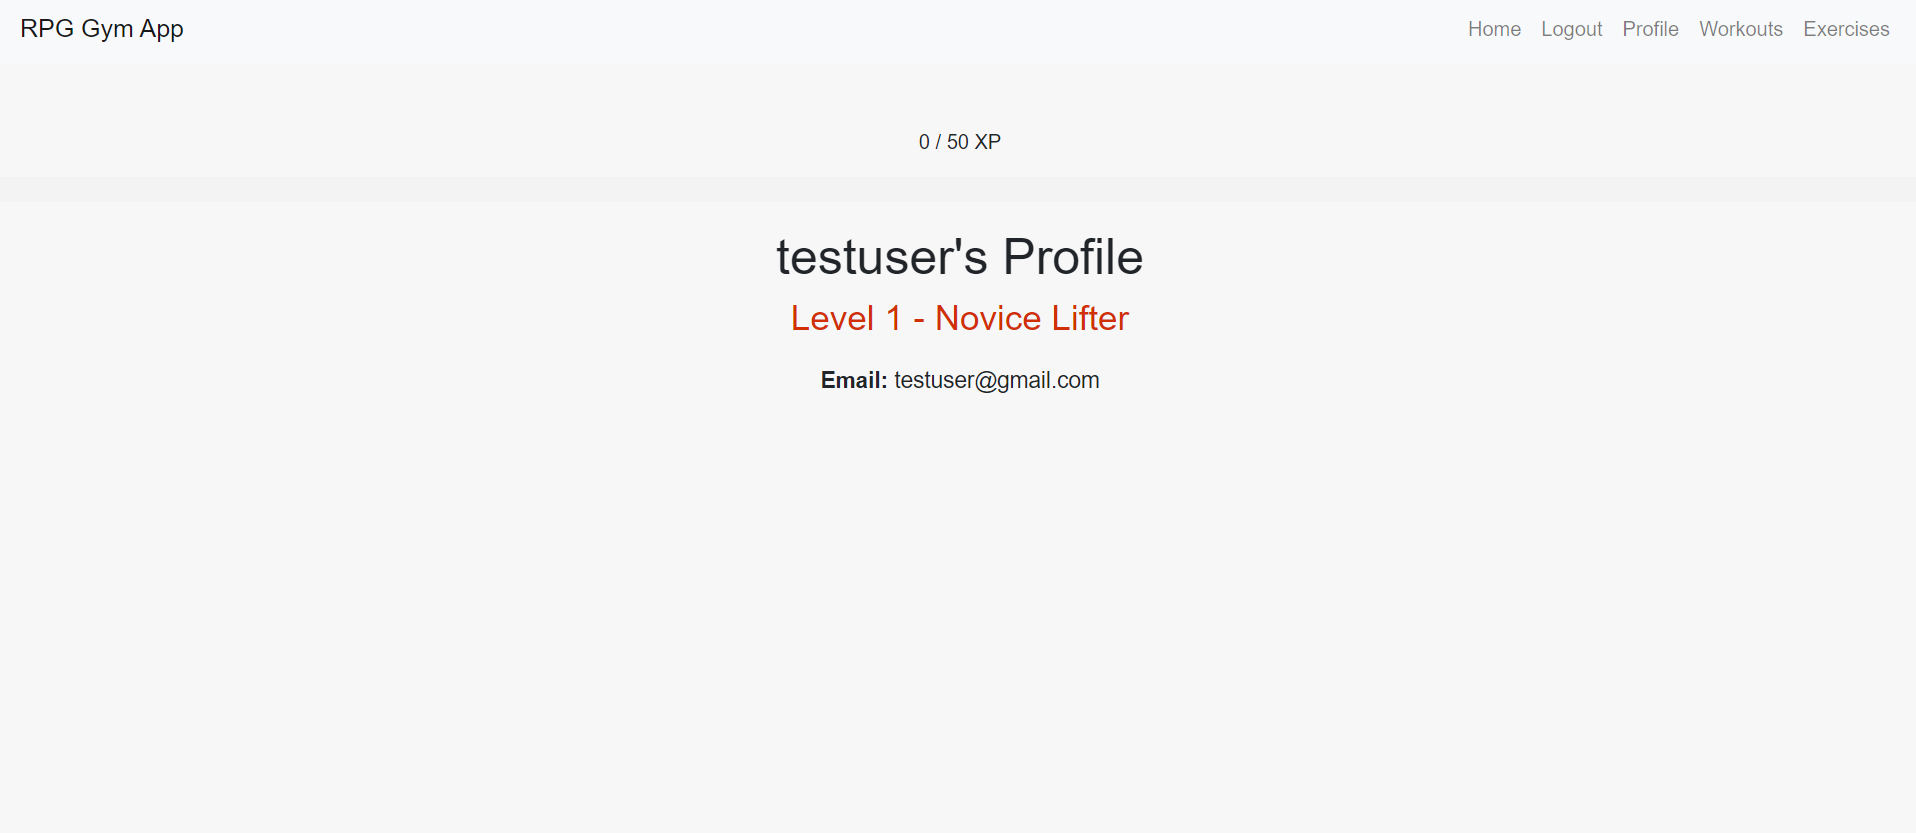 RPG Gym App
Home Logout Profile Workouts Exercises
0 / 50 XP
testuser's Profile
Level 1 - Novice Lifter
Email: testuser@gmail.com